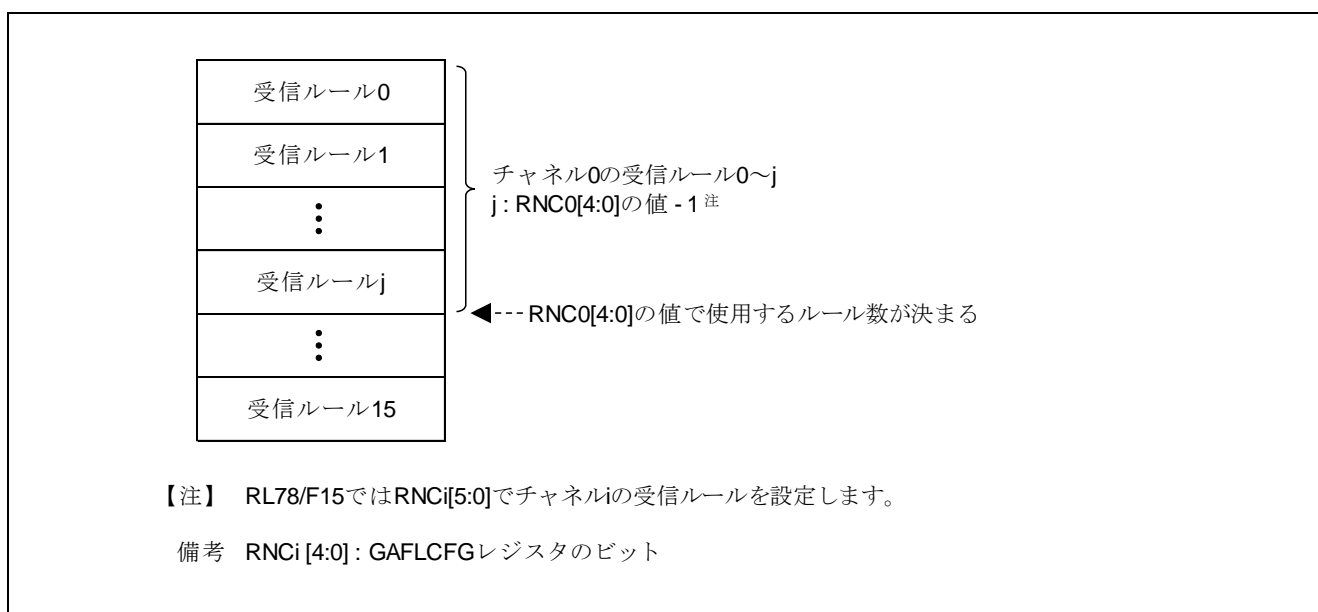 受信ルール0
受信ルール1
受信ルールj
受信ルール15
チャネル0の受信ルール0～j
j : RNC0[4:0]の値 - 1 注
RNC0[4:0]の値で使用するルール数が決まる
【注】 RL78/F15ではRNCi[5:0]でチャネルiの受信ルールを設定します。
備考 RNCi [4:0] : GAFLCFGレジスタのビット